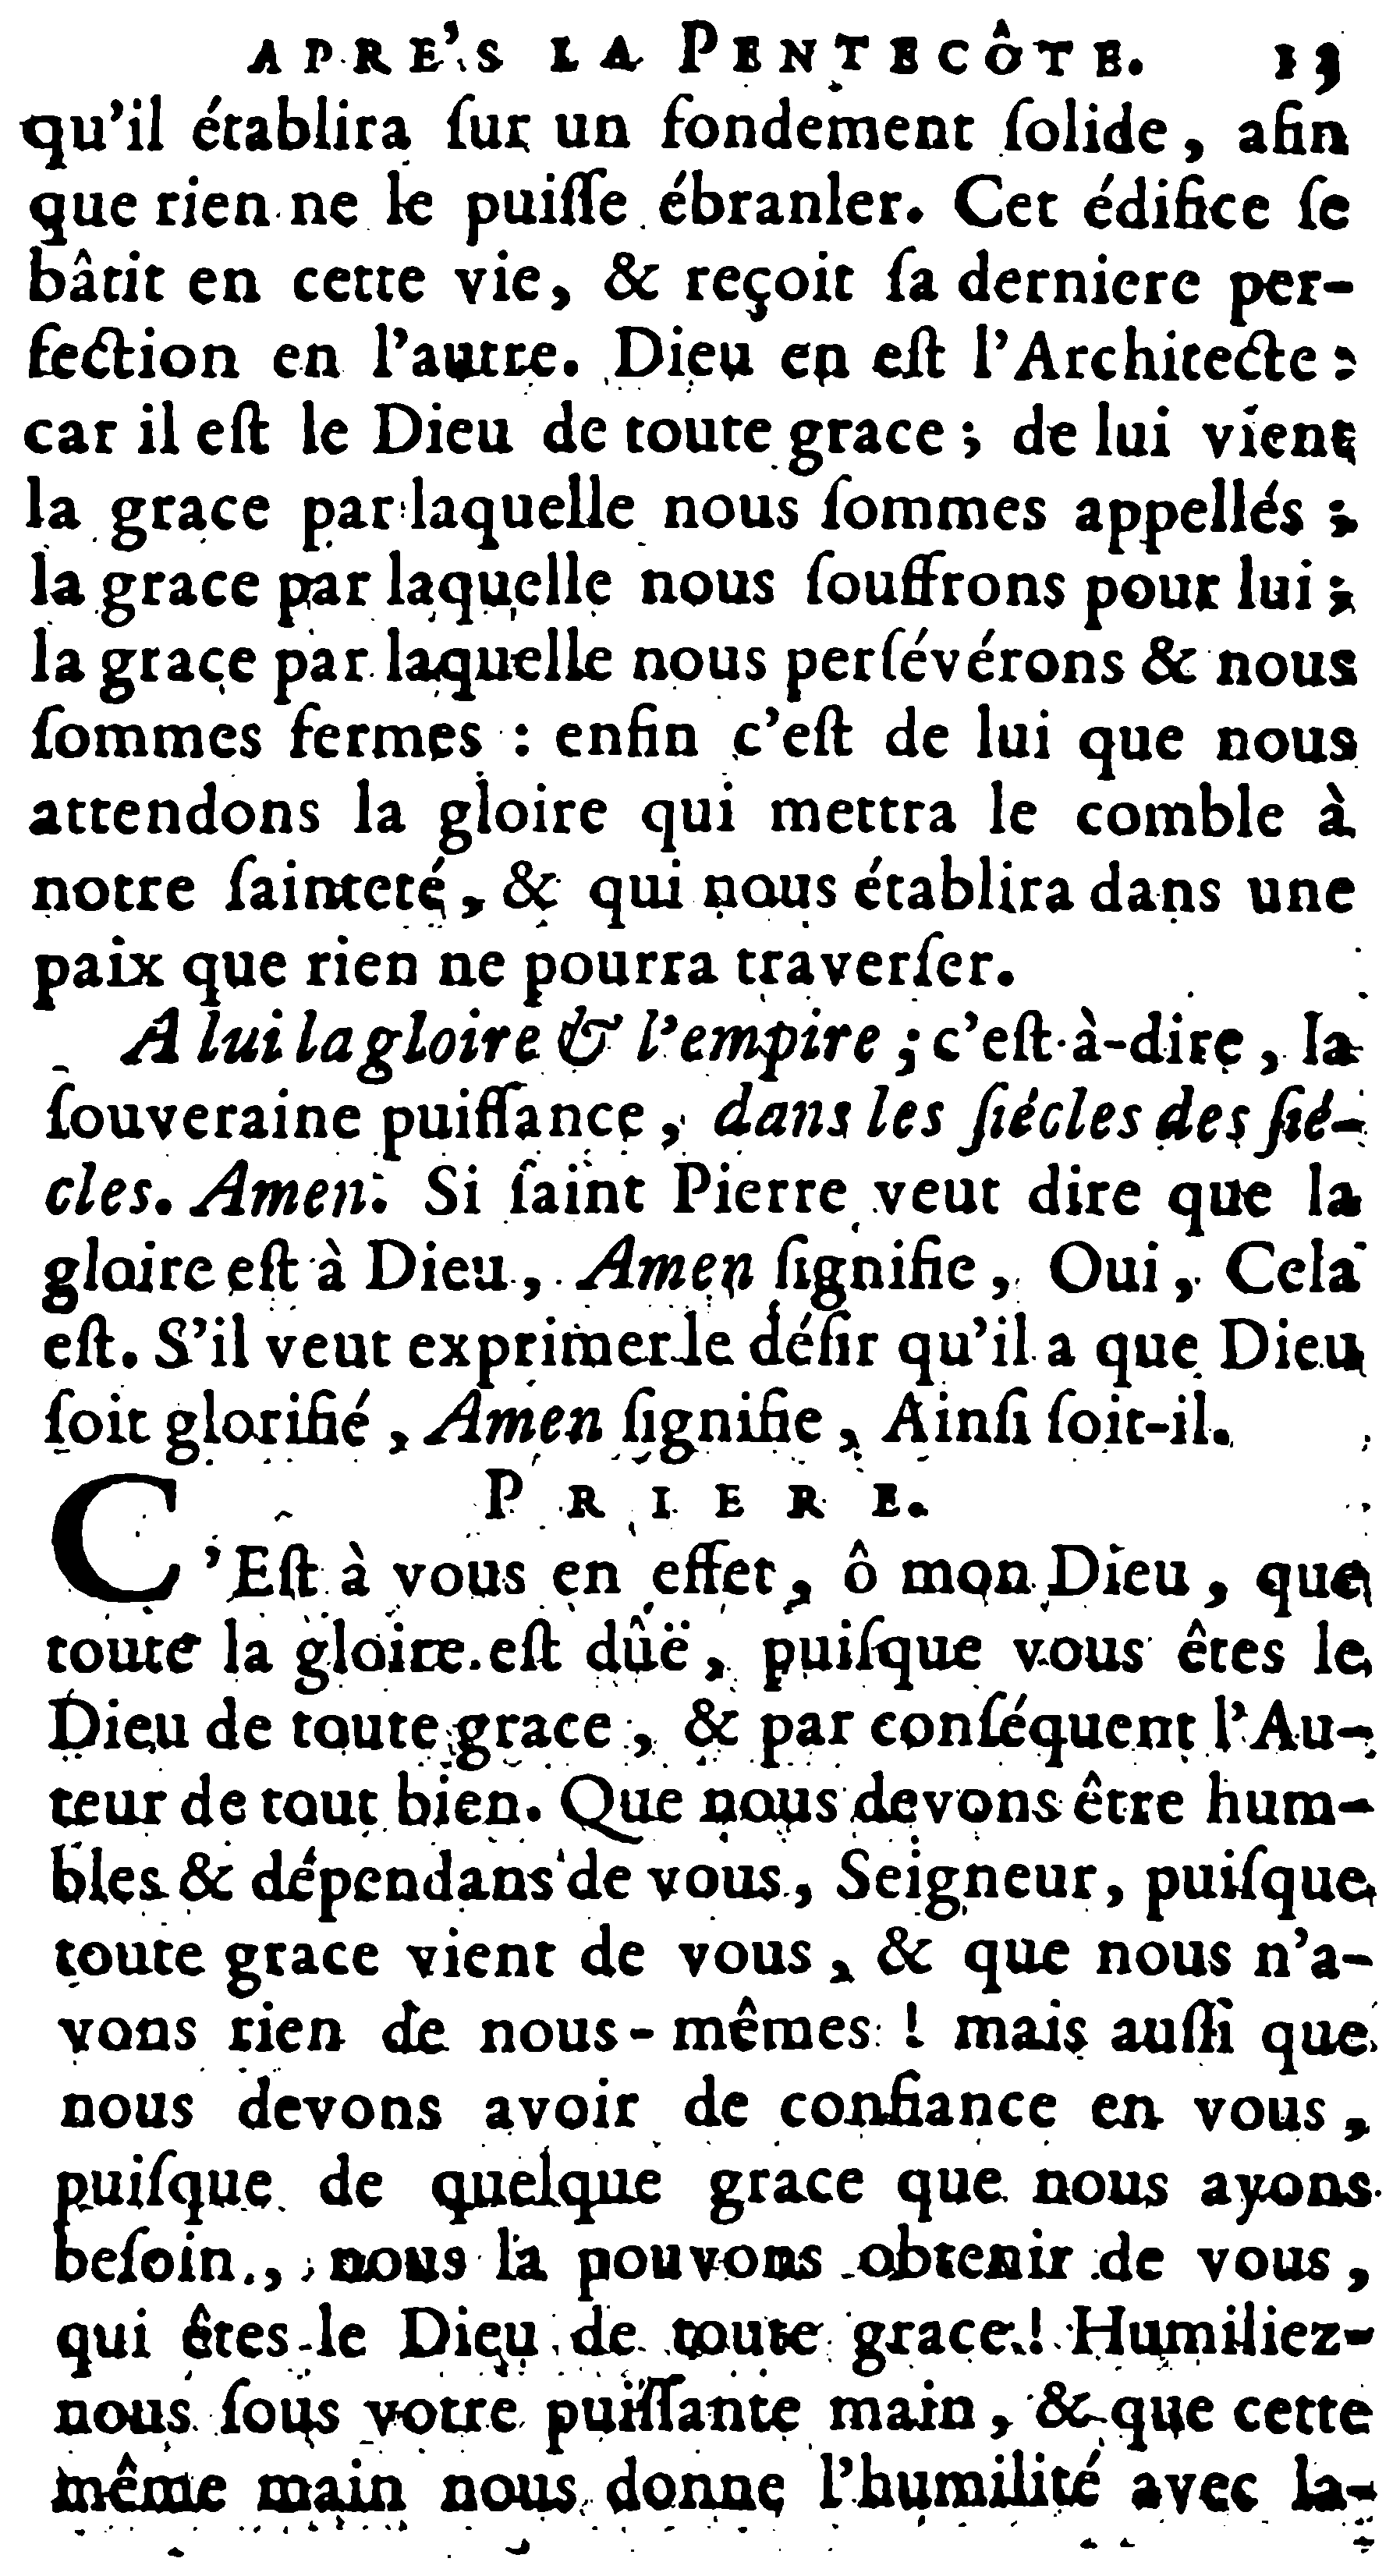 APRE'S LA PENTECÔTE. 13
qu'il établira ſur un fondement ſolide, afin
que rien ne le puiſſe ébranler. Cet édifice ſe
bâtit en cette vie, & reçoit ſa derniere per-
fection en l'autre. Dieu en eſt l'Architecte :
car il eſt le Dieu de toute grace ; de lui vient
la grace par laquelle nous ſommes appellés ;
la grace par laquelle nous ſouffrons pour lui ;
la grace par laquelle nous perſévérons & nous
ſommes fermes : enfin c'eſt de lui que nous
attendons la gloire qui mettra le comble à
notre ſainteté, & qui nous établira dans une
paix que rien ne pourra traverſer.
A lui la gloire & l'empire ; c'eſt-à-dire, la
ſouveraine puiſſance, dans les ſiécles des ſié-
cles. Amen. Si ſaint Pierre veut dire que la
gloire eſt à Dieu, Amen ſignifie, Oui, Cela
eſt. S'il veut exprimer le déſir qu'il a que Dieu
ſoit glorifié, Amen ſignifie, Ainſi ſoit-il.
PRIERE.
C'Eſt à vous en effet, ô mon Dieu, que
toute la gloire eſt dûë, puiſque vous êtes le
Dieu de toute grace, & par conſéquent l'Au-
teur de tout bien. Que nous devons être hum-
bles & dépendans de vous, Seigneur, puiſque
toute grace vient de vous, & que nous n'a-
vons rien de nous-mêmes ! mais auſſi que
nous devons avoir de confiance en vous,
puiſque de quelque grace que nous ayons
beſoin, nous la pouvons obtenir de vous,
qui êtes le Dieu de toute grace ! Humiliez-
nous ſous votre puiſſante main, & que cette
même main nous donne l'humilité avec la-